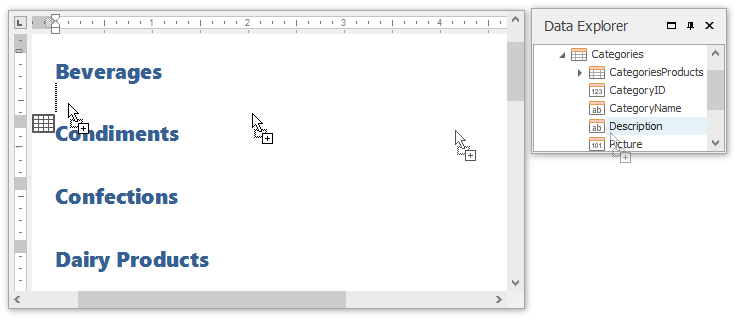 1 2 3 4
Beverages
Condiments
Confections
Dairy Products
Data Explorer
Categories
CategoriesProducts
123 CategoryID
ab CategoryName
ab Description
101 Picture